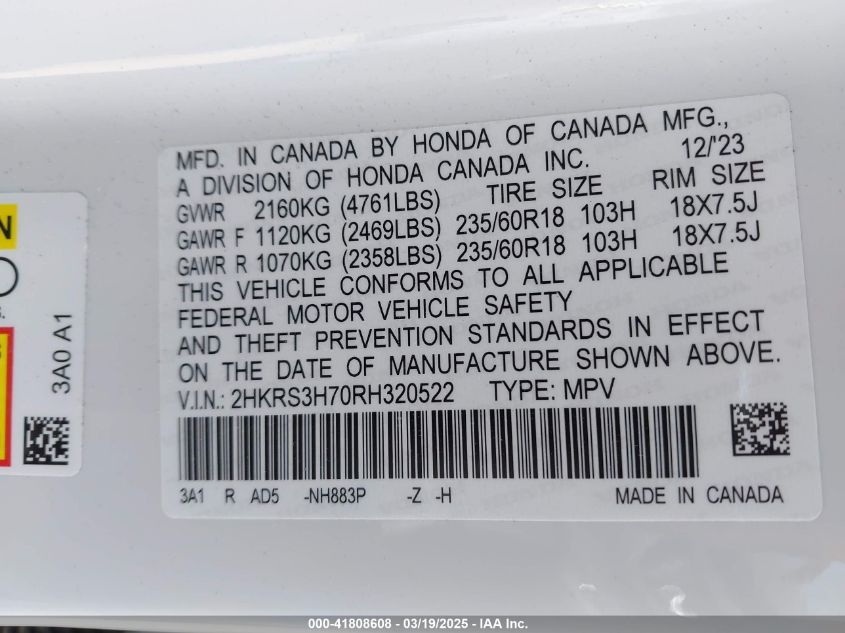 MFD. IN CANADA BY HONDA OF CANADA MFG.,
A DIVISION OF HONDA CANADA INC. 12/'23
GVWR 2160KG (4761LBS) TIRE SIZE RIM SIZE
GAWR F 1120KG (2469LBS) 235/60R18 103H 18X7.5J
GAWR R 1070KG (2358LBS) 235/60R18 103H 18X7.5J
THIS VEHICLE CONFORMS TO ALL APPLICABLE
FEDERAL MOTOR VEHICLE SAFETY
AND THEFT PREVENTION STANDARDS IN EFFECT
ON THE DATE OF MANUFACTURE SHOWN ABOVE.
V.I.N.: 2HKRS3H70RH320522 TYPE: MPV
3A1 R AD5 -NH883P -Z -H MADE IN CANADA
3A0 A1
000-41808608 - 03/19/2025 - IAA Inc.